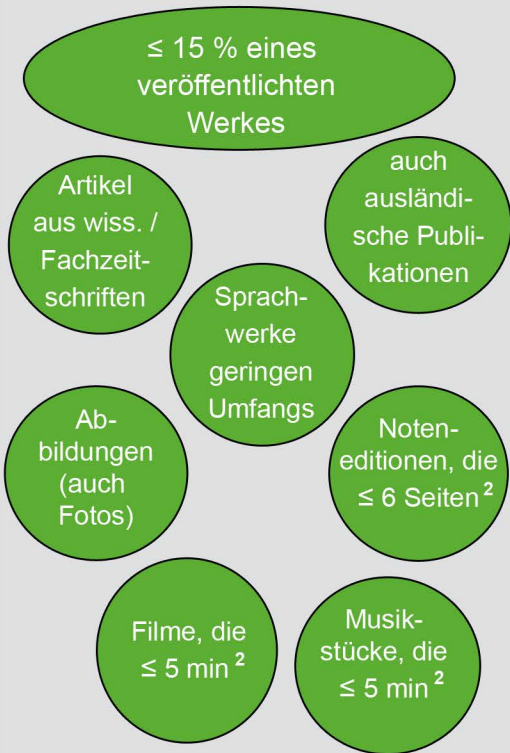 ≤ 15 % eines
veröffentlichten
Werkes
Artikel
aus wiss. /
Fachzeit-
schriften
auch
ausländi-
sche Publi-
kationen
Sprach-
werke
geringen
Umfangs
Ab-
bildungen
(auch
Fotos)
Noten-
editionen, die
≤ 6 Seiten ²
Filme, die
≤ 5 min ²
Musik-
stücke, die
≤ 5 min ²